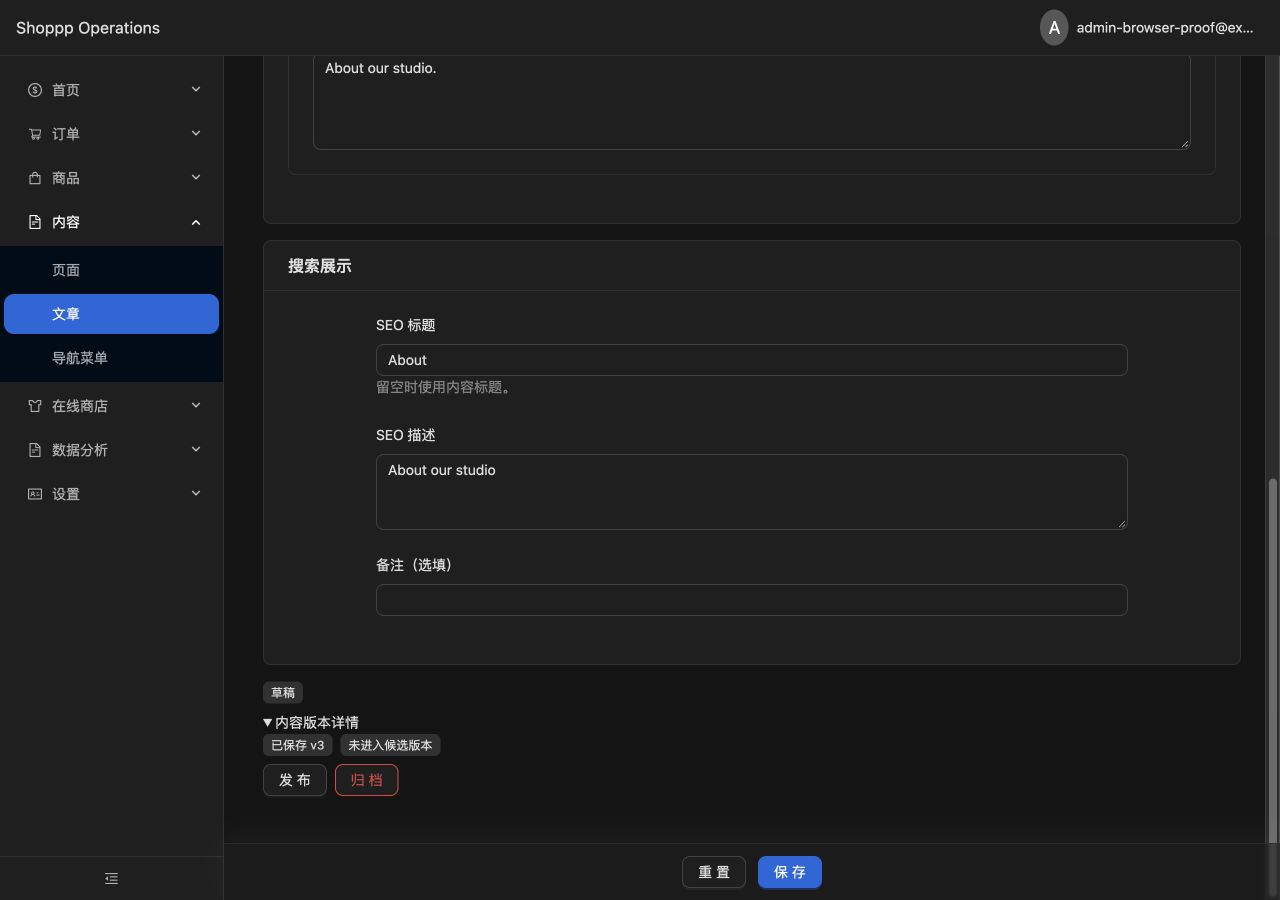 Shoppp Operations
A
admin-browser-proof@ex...
首页
订单
商品
内容
页面
文章
导航菜单
在线商店
数据分析
设置
About our studio.
搜索展示
SEO 标题
About
留空时使用内容标题。
SEO 描述
About our studio
备注（选填）
草稿
▼内容版本详情
已保存 v3 未进入候选版本
发布 归档
重置 保存